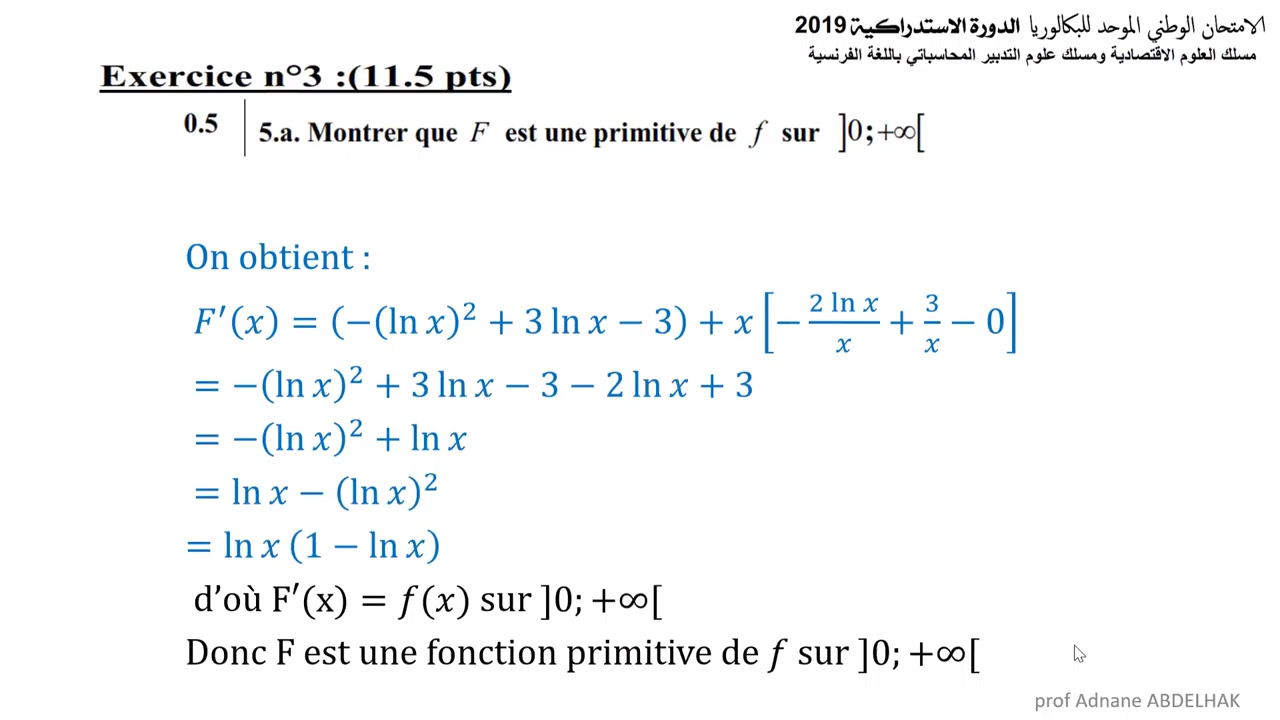 الامتحان الوطني الموحد للبكالوريا الدورة الاستدراكية 2019
مسلك العلوم الاقتصادية ومسلك علوم التدبير المحاسباتي باللغة الفرنسية
Exercice n°3 :(11.5 pts)
0.5 5.a. Montrer que F est une primitive de f sur ]0;+∞[
On obtient :
F′(x) = (−(ln x)² + 3 ln x − 3) + x [− 2 ln x / x + 3 / x − 0]
= −(ln x)² + 3 ln x − 3 − 2 ln x + 3
= −(ln x)² + ln x
= ln x − (ln x)²
= ln x (1 − ln x)
d’où F′(x) = f(x) sur ]0; +∞[
Donc F est une fonction primitive de f sur ]0; +∞[
prof Adnane ABDELHAK